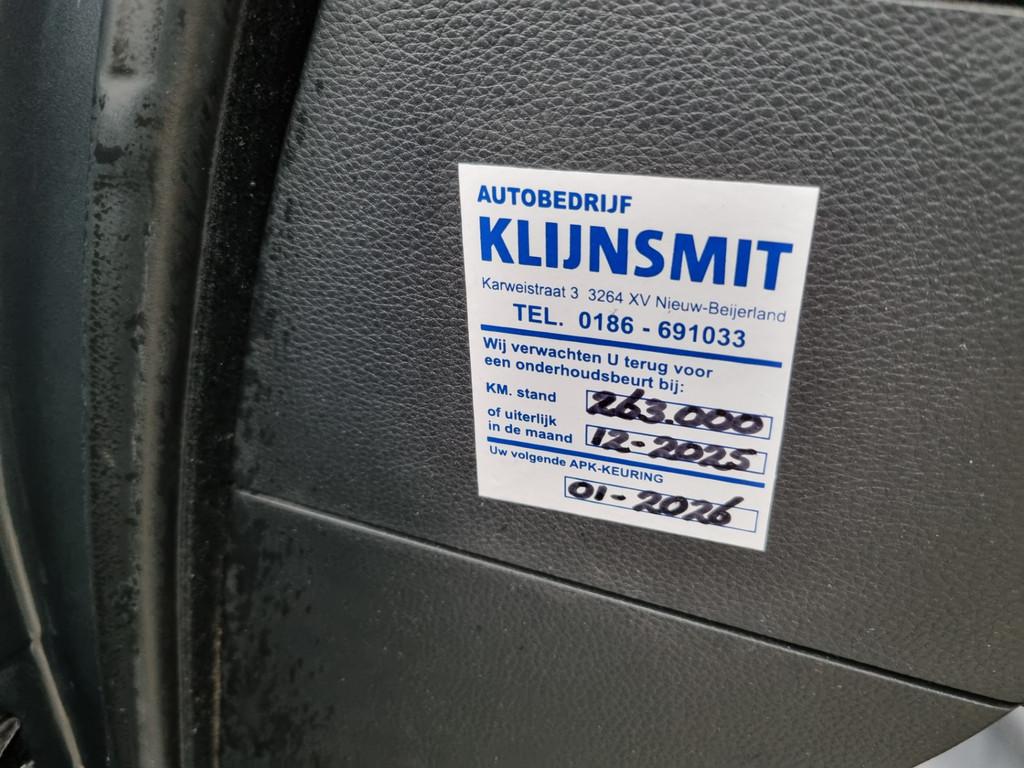 AUTOBEDRIJF
KLIJNSMIT
Karweistraat 3 3264 XV Nieuw-Beijerland
TEL. 0186 - 691033
Wij verwachten U terug voor
een onderhoudsbeurt bij:
KM. stand 263.000
of uiterlijk
in de maand 12-2025
Uw volgende APK-KEURING
01-2026